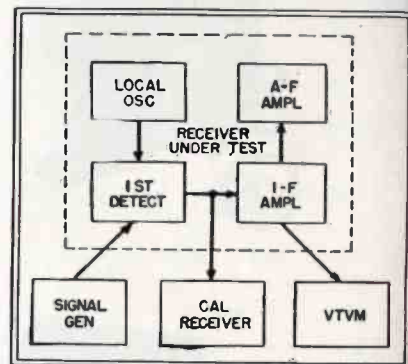 LOCAL
OSC
A-F
AMPL
RECEIVER
UNDER TEST
1ST
DETECT
I-F
AMPL
SIGNAL
GEN
CAL
RECEIVER
VTVM